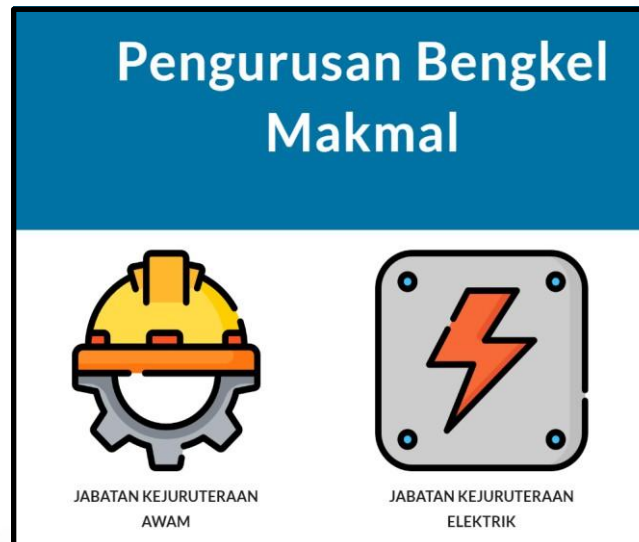 Pengurusan Bengkel
Makmal
JABATAN KEJURUTERAAN
AWAM
JABATAN KEJURUTERAAN
ELEKTRIK